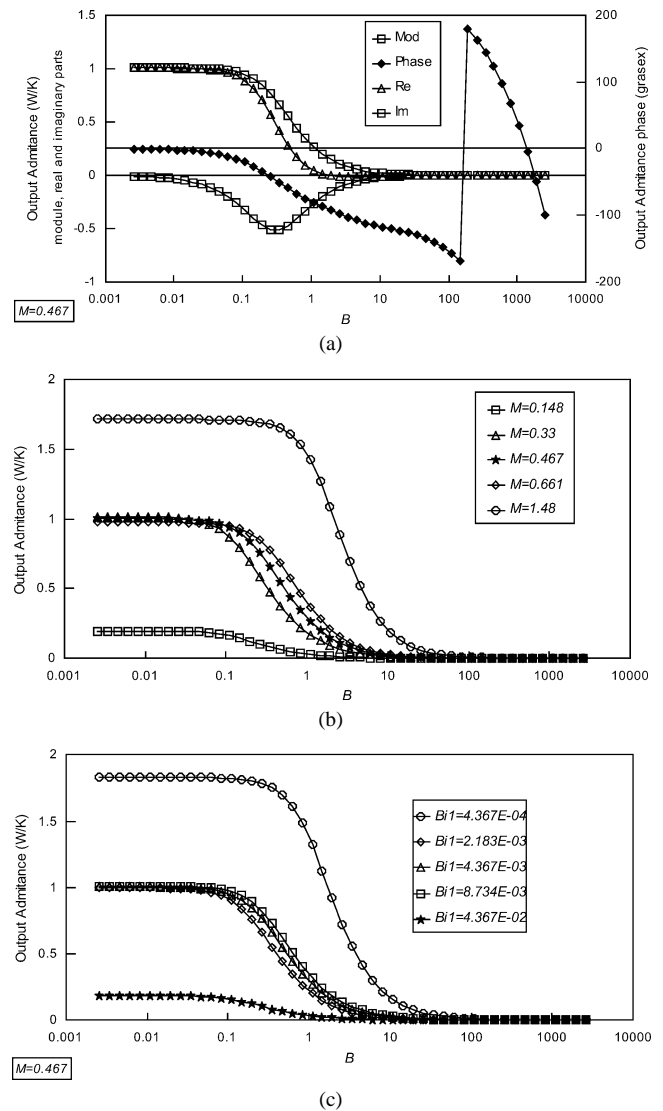 1.5
1
0.5
0
-0.5
-1
Output Admitance (W/K)
module, real and imaginary parts
Mod
Phase
Re
Im
200
100
0
-100
-200
Output Admitance phase (grasex)
0.001 0.01 0.1 1 10 100 1000 10000
B
M=0.467
(a)
2
1.5
1
0.5
0
Output Admitance (W/K)
M=0.148
M=0.33
M=0.467
M=0.661
M=1.48
0.001 0.01 0.1 1 10 100 1000 10000
B
(b)
2
1.5
1
0.5
0
Output Admitance (W/K)
Bi1=4.367E-04
Bi1=2.183E-03
Bi1=4.367E-03
Bi1=8.734E-03
Bi1=4.367E-02
0.001 0.01 0.1 1 10 100 1000 10000
B
M=0.467
(c)